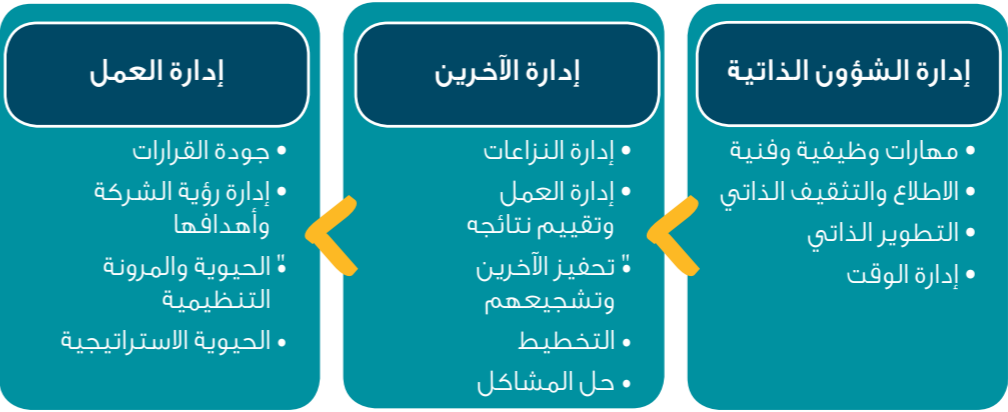 إدارة الشؤون الذاتية
• مهارات وظيفية وفنية
• الاطلاع والتثقيف الذاتي
• التطوير الذاتي
• إدارة الوقت
إدارة الآخرين
• إدارة النزاعات
• إدارة العمل
وتقييم نتائجه
" تحفيز الآخرين
وتشجيعهم
• التخطيط
• حل المشاكل
إدارة العمل
• جودة القرارات
• إدارة رؤية الشركة
وأهدافها
" الحيوية والمرونة
التنظيمية
• الحيوية الاستراتيجية